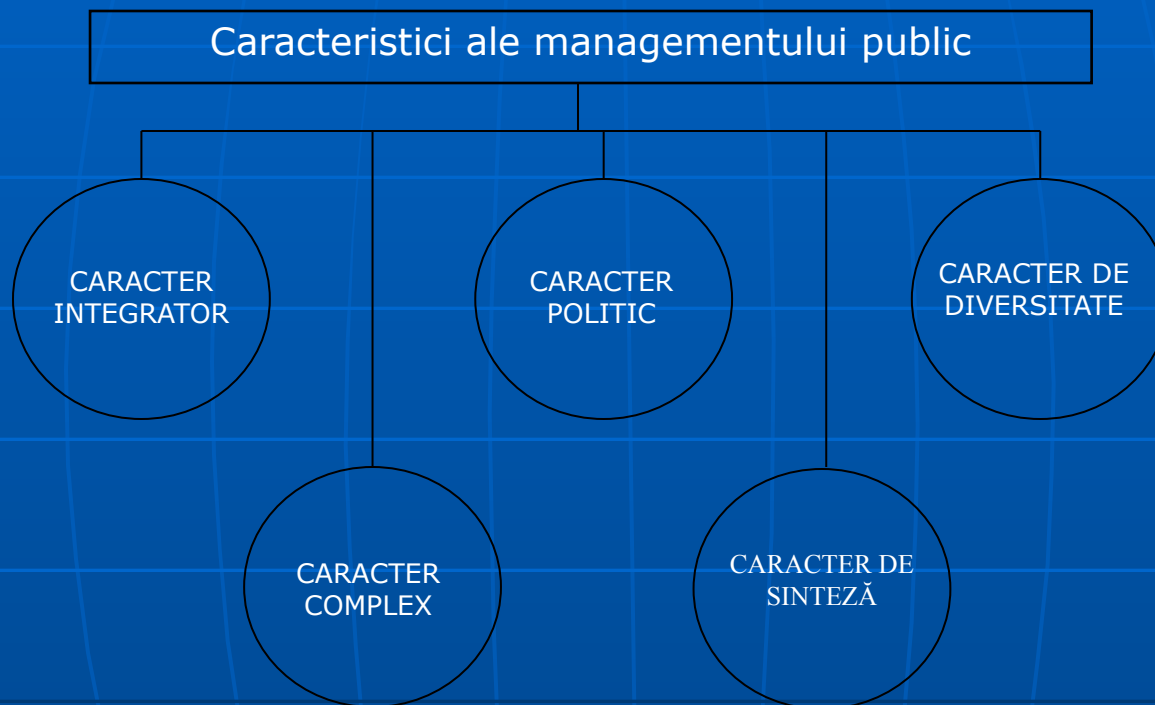 Caracteristici ale managementului public
CARACTER
INTEGRATOR
CARACTER
POLITIC
CARACTER DE
DIVERSITATE
CARACTER
COMPLEX
CARACTER DE
SINTEZĂ